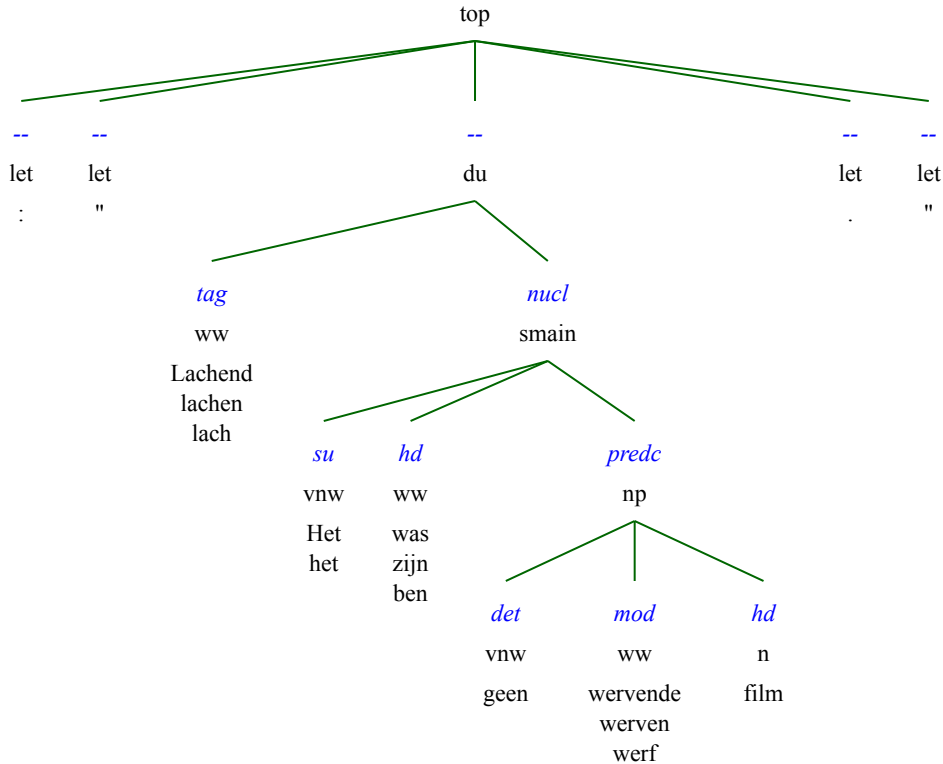 top
-- -- -- -- --
let let du let let
: " . "
tag nucl
ww smain
Lachend
lachen
lach
su hd predc
vnw ww np
Het was
het zijn
ben
det mod hd
vnw ww n
geen wervende film
werven
werf